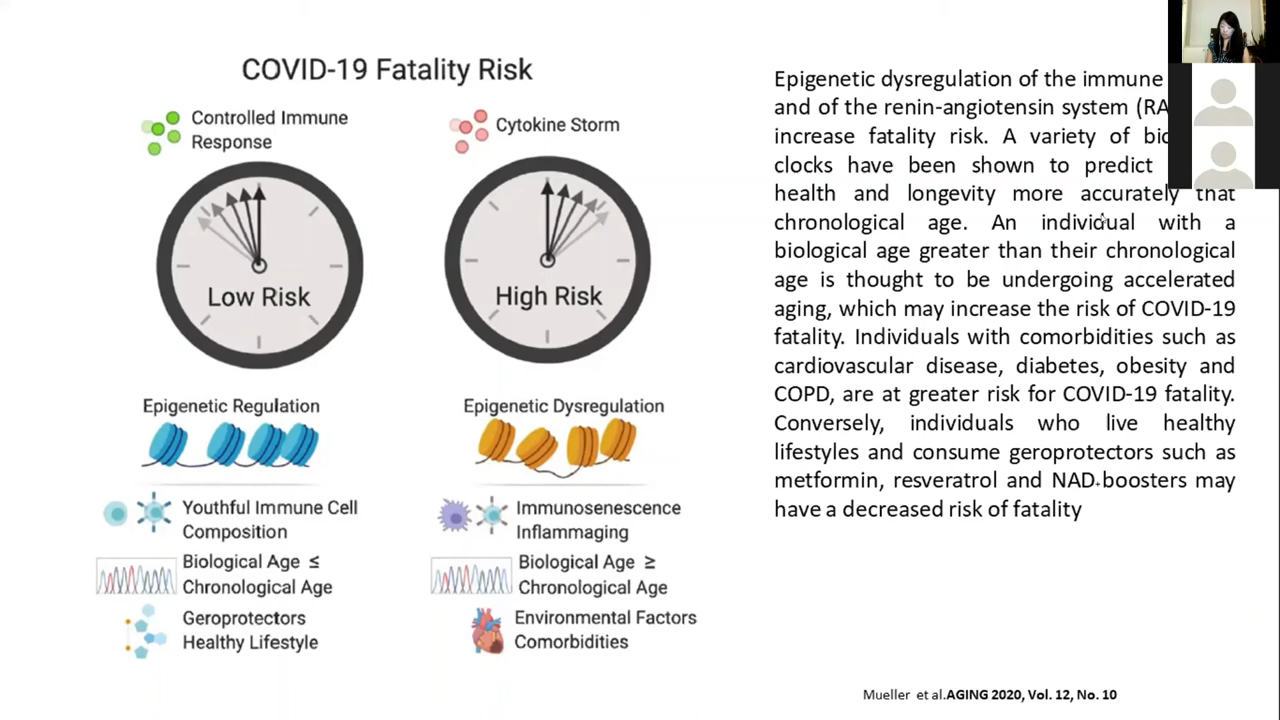 COVID-19 Fatality Risk
Controlled Immune
Response
Cytokine Storm
Low Risk
High Risk
Epigenetic Regulation
Epigenetic Dysregulation
Youthful Immune Cell
Composition
Immunosenescence
Inflammaging
Biological Age ≤
Chronological Age
Biological Age ≥
Chronological Age
Geroprotectors
Healthy Lifestyle
Environmental Factors
Comorbidities
Epigenetic dysregulation of the immune
and of the renin-angiotensin system
increase fatality risk. A variety of
clocks have been shown to predict
health and longevity more accurately that
chronological age. An individual with a
biological age greater than their chronological
age is thought to be undergoing accelerated
aging, which may increase the risk of COVID-19
fatality. Individuals with comorbidities such as
cardiovascular disease, diabetes, obesity and
COPD, are at greater risk for COVID-19 fatality.
Conversely, individuals who live healthy
lifestyles and consume geroprotectors such as
metformin, resveratrol and NAD+boosters may
have a decreased risk of fatality
Mueller et al.AGING 2020, Vol. 12, No. 10